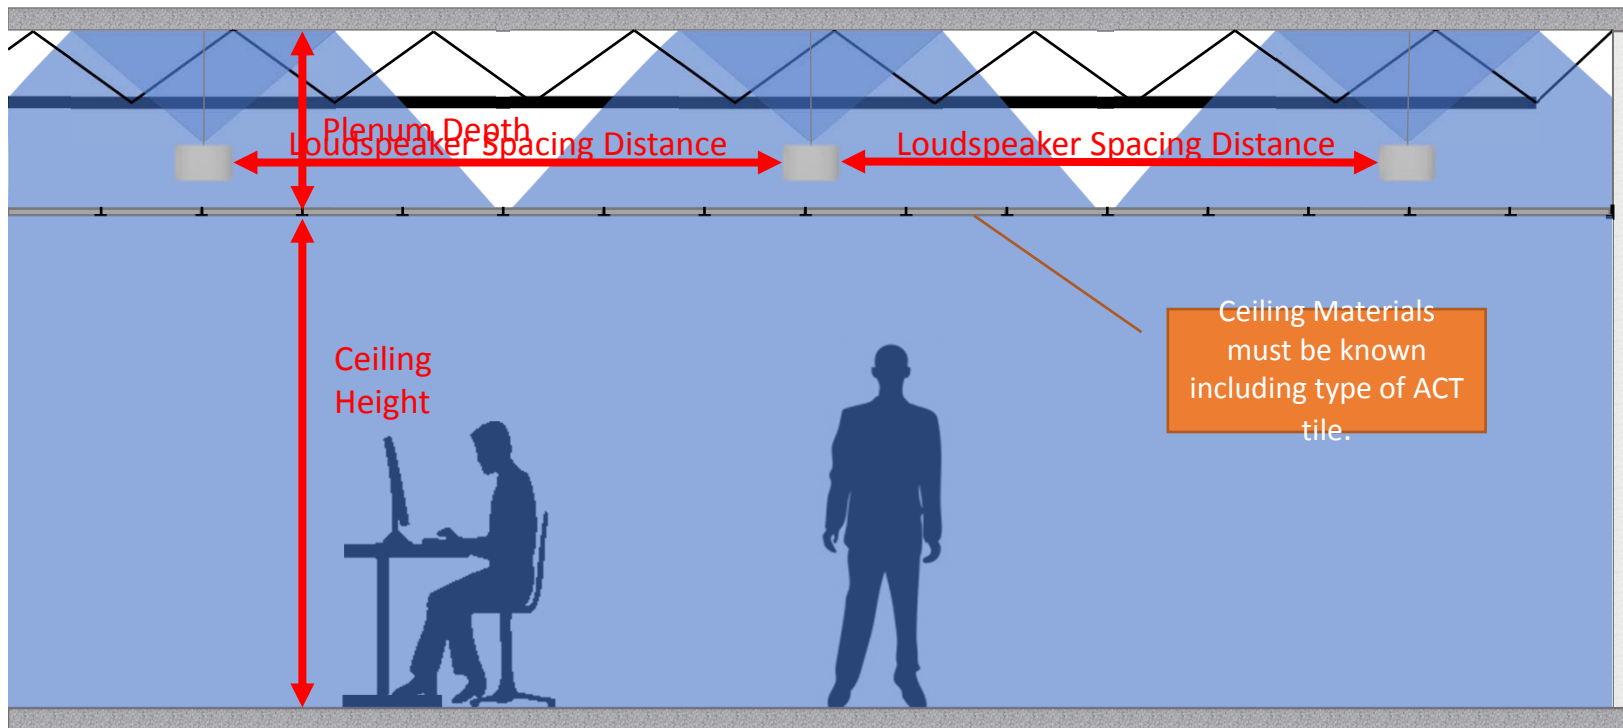 Plenum Depth
Loudspeaker Spacing Distance
Loudspeaker Spacing Distance
Ceiling
Height
Ceiling Materials
must be known
including type of ACT
tile.